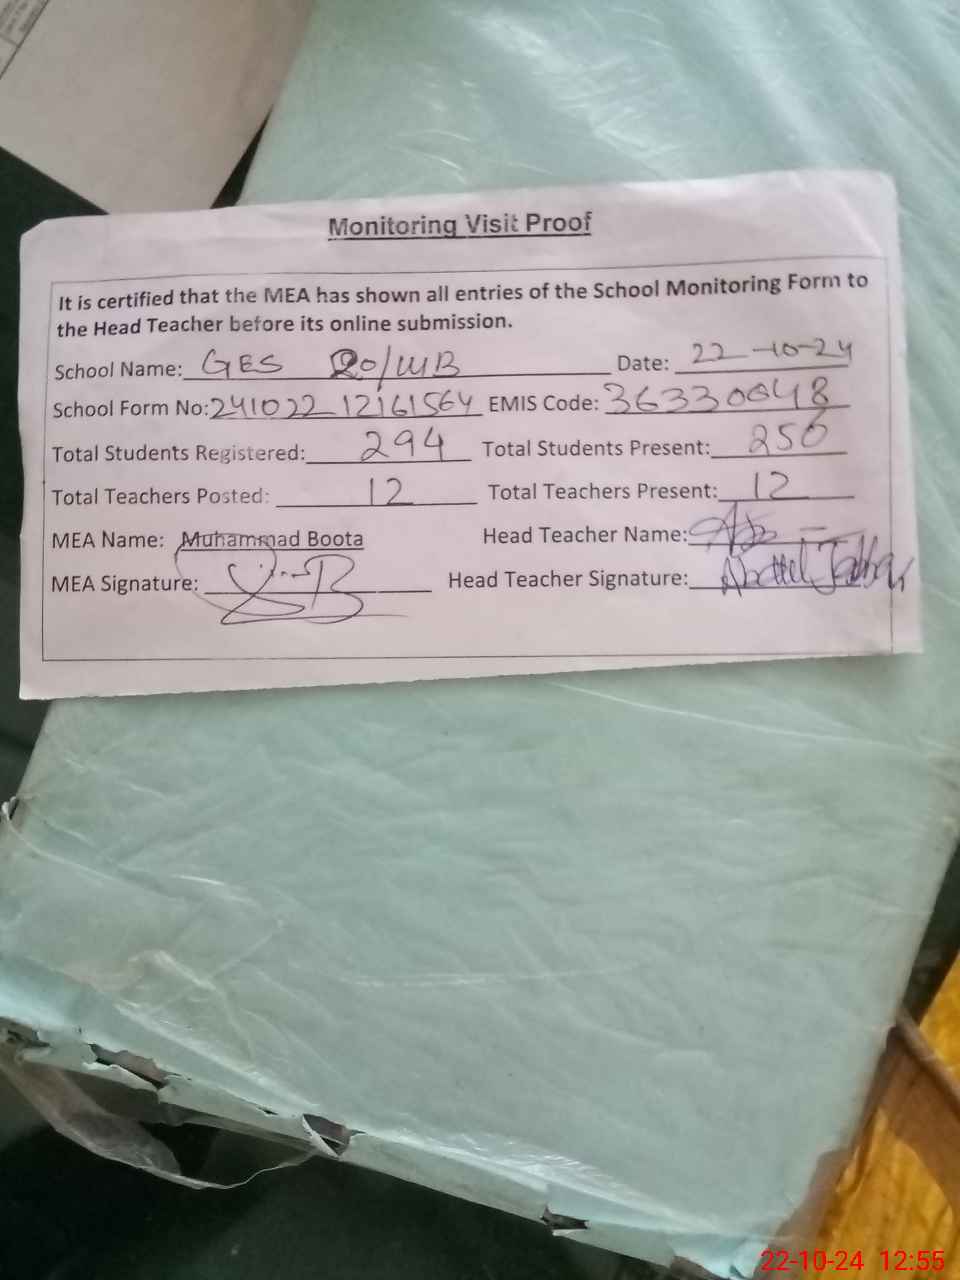 Monitoring Visit Proof
It is certified that the MEA has shown all entries of the School Monitoring Form to
the Head Teacher before its online submission.
School Name: GES 20/MB Date: 22-10-24
School Form No: 241022 12161564 EMIS Code: 36330048
Total Students Registered: 294 Total Students Present: 250
Total Teachers Posted: 12 Total Teachers Present: 12
MEA Name: Muhammad Boota Head Teacher Name:
MEA Signature: Head Teacher Signature:
22-10-24 12:55